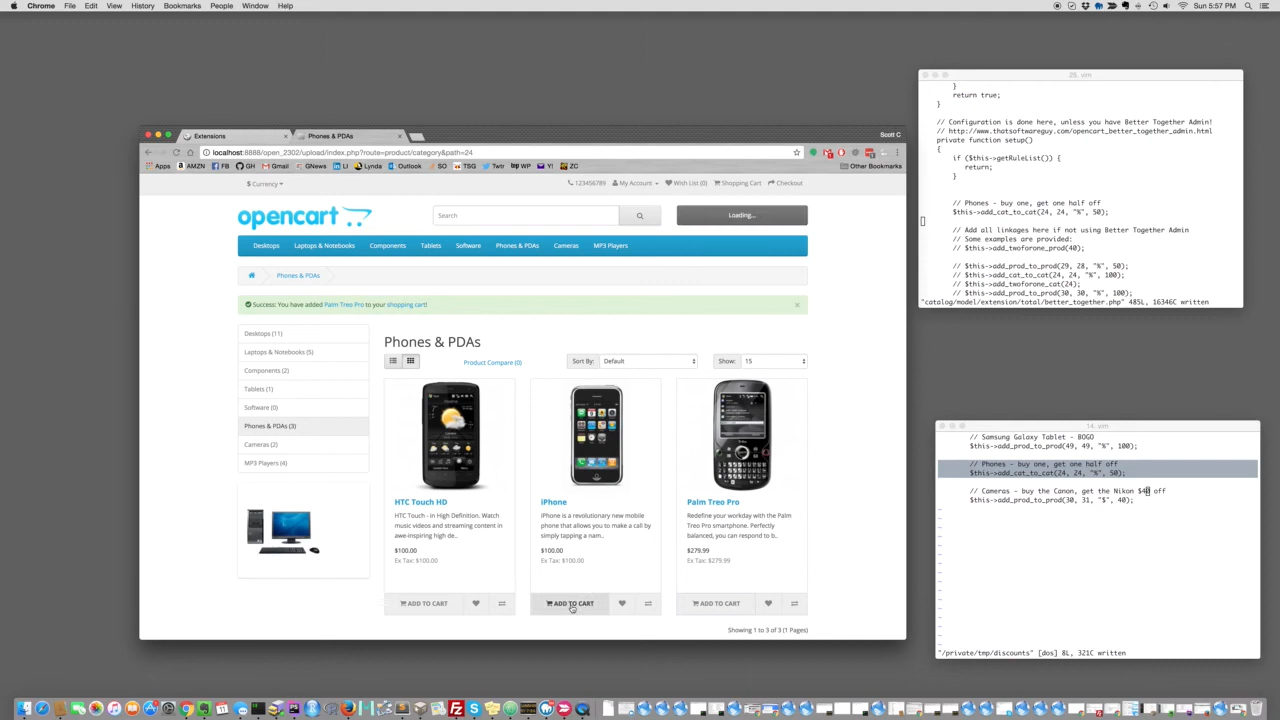 Chrome File Edit View History Bookmarks People Window Help
Sun 5:57 PM
Extensions
Phones & PDAs
Scott C
localhost:8888/open_2302/upload/index.php?route=product/category&path=24
Apps AMZN FB GH Gmail GNews LI Lynda Outlook SO TSG Twtr WP Y! ZC
Other Bookmarks
Currency
123456789 My Account Wish List (0) Shopping Cart Checkout
opencart
Search
Loading...
Desktops Laptops & Notebooks Components Tablets Software Phones & PDAs Cameras MP3 Players
Phones & PDAs
Success: You have added Palm Treo Pro to your shopping cart! ×
Desktops (11)
Laptops & Notebooks (5)
Components (2)
Tablets (1)
Software (0)
Phones & PDAs (3)
Cameras (2)
MP3 Players (4)
Phones & PDAs
Product Compare (0)
Sort By: Default
Show: 15
HTC Touch HD
HTC Touch - in High Definition. Watch
music videos and streaming content in
awe-inspiring high de..
$100.00
Ex Tax: $100.00
ADD TO CART
iPhone
iPhone is a revolutionary new mobile
phone that allows you to make a call by
simply tapping a nam..
$100.00
Ex Tax: $100.00
ADD TO CART
Palm Treo Pro
Redefine your workday with the Palm
Treo Pro smartphone. Perfectly
balanced, you can respond to b..
$279.99
Ex Tax: $279.99
ADD TO CART
Showing 1 to 3 of 3 (1 Pages)
25. vim
}
return true;
}
// Configuration is done here, unless you have Better Together Admin!
// http://www.thatsoftwareguy.com/opencart_better_together_admin.html
private function setup()
{
if ($this->getRuleList()) {
return;
}
// Phones - buy one, get one half off
$this->add_cat_to_cat(24, 24, "%", 50);
// Add all linkages here if not using Better Together Admin
// Some examples are provided:
// $this->add_twoforone_prod(40);
// $this->add_prod_to_prod(29, 28, "%", 50);
// $this->add_cat_to_cat(24, 24, "%", 100);
// $this->add_twoforone_cat(24);
// $this->add_prod_to_prod(30, 30, "%", 100);
"catalog/model/extension/total/better_together.php" 485L, 16346C written
14. vim
// Samsung Galaxy Tablet - BOGO
$this->add_prod_to_prod(49, 49, "%", 100);
// Phones - buy one, get one half off
$this->add_cat_to_cat(24, 24, "%", 50);
// Cameras - buy the Canon, get the Nikon $40 off
$this->add_prod_to_prod(30, 31, "$", 40);
"/private/tmp/discounts" [dos] 8L, 321C written